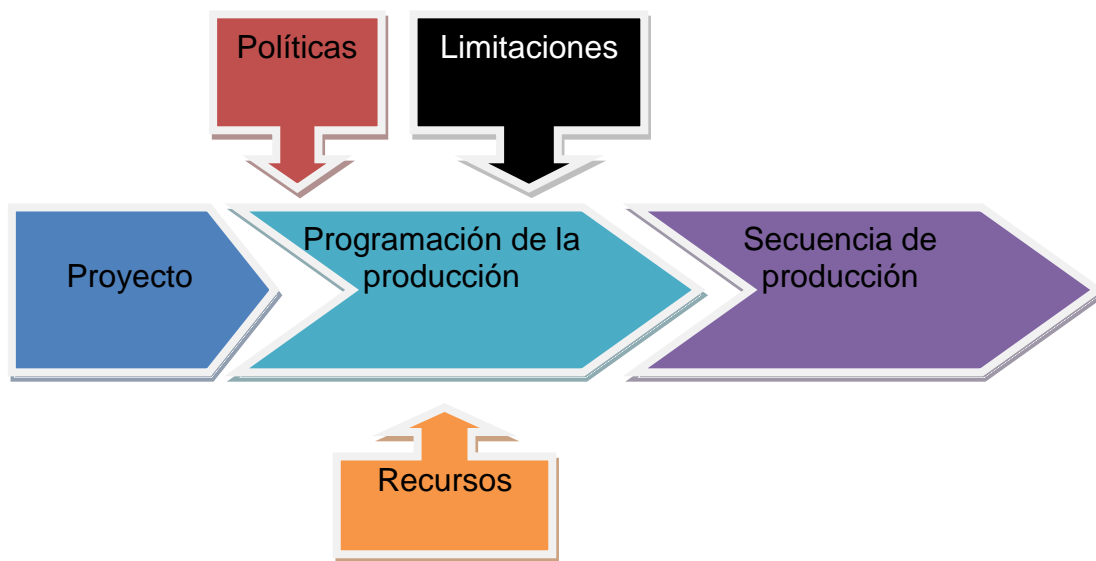 Políticas
Limitaciones
Proyecto
Programación de la
producción
Secuencia de
producción
Recursos